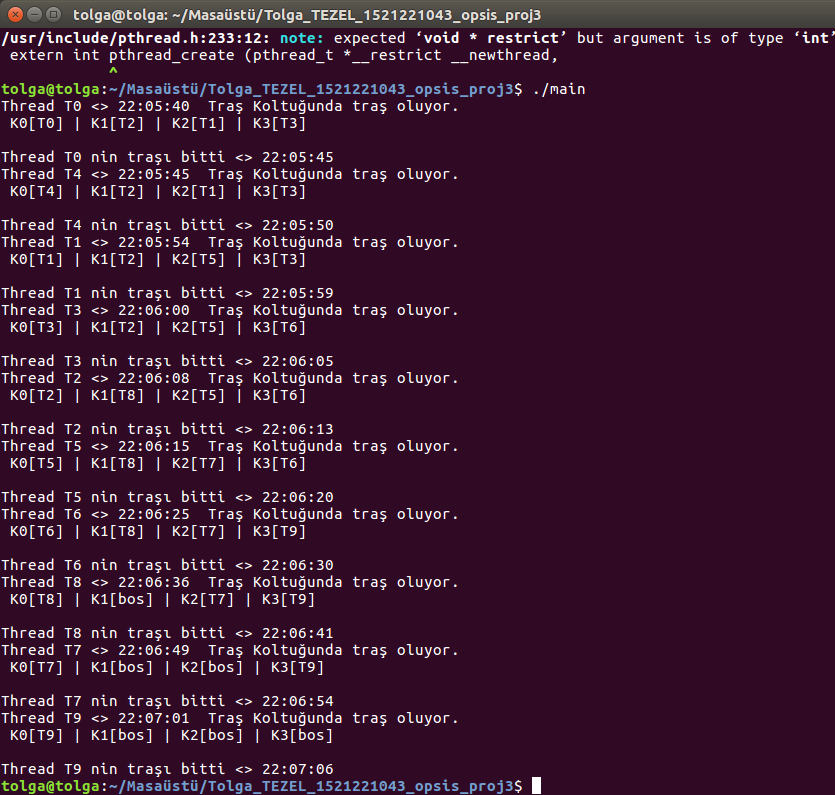 tolga@tolga: ~/Masaüstü/Tolga_TEZEL_1521221043_opsis_proj3
/usr/include/pthread.h:233:12: note: expected ‘void * restrict’ but argument is of type ‘int’
 extern int pthread_create (pthread_t *__restrict __newthread,
            ^
tolga@tolga:~/Masaüstü/Tolga_TEZEL_1521221043_opsis_proj3$ ./main
Thread T0 <> 22:05:40  Traş Koltuğunda traş oluyor.
 K0[T0] | K1[T2] | K2[T1] | K3[T3]

Thread T0 nin traşı bitti <> 22:05:45
Thread T4 <> 22:05:45  Traş Koltuğunda traş oluyor.
 K0[T4] | K1[T2] | K2[T1] | K3[T3]

Thread T4 nin traşı bitti <> 22:05:50
Thread T1 <> 22:05:54  Traş Koltuğunda traş oluyor.
 K0[T1] | K1[T2] | K2[T5] | K3[T3]

Thread T1 nin traşı bitti <> 22:05:59
Thread T3 <> 22:06:00  Traş Koltuğunda traş oluyor.
 K0[T3] | K1[T2] | K2[T5] | K3[T6]

Thread T3 nin traşı bitti <> 22:06:05
Thread T2 <> 22:06:08  Traş Koltuğunda traş oluyor.
 K0[T2] | K1[T8] | K2[T5] | K3[T6]

Thread T2 nin traşı bitti <> 22:06:13
Thread T5 <> 22:06:15  Traş Koltuğunda traş oluyor.
 K0[T5] | K1[T8] | K2[T7] | K3[T6]

Thread T5 nin traşı bitti <> 22:06:20
Thread T6 <> 22:06:25  Traş Koltuğunda traş oluyor.
 K0[T6] | K1[T8] | K2[T7] | K3[T9]

Thread T6 nin traşı bitti <> 22:06:30
Thread T8 <> 22:06:36  Traş Koltuğunda traş oluyor.
 K0[T8] | K1[bos] | K2[T7] | K3[T9]

Thread T8 nin traşı bitti <> 22:06:41
Thread T7 <> 22:06:49  Traş Koltuğunda traş oluyor.
 K0[T7] | K1[bos] | K2[bos] | K3[T9]

Thread T7 nin traşı bitti <> 22:06:54
Thread T9 <> 22:07:01  Traş Koltuğunda traş oluyor.
 K0[T9] | K1[bos] | K2[bos] | K3[bos]

Thread T9 nin traşı bitti <> 22:07:06
tolga@tolga:~/Masaüstü/Tolga_TEZEL_1521221043_opsis_proj3$